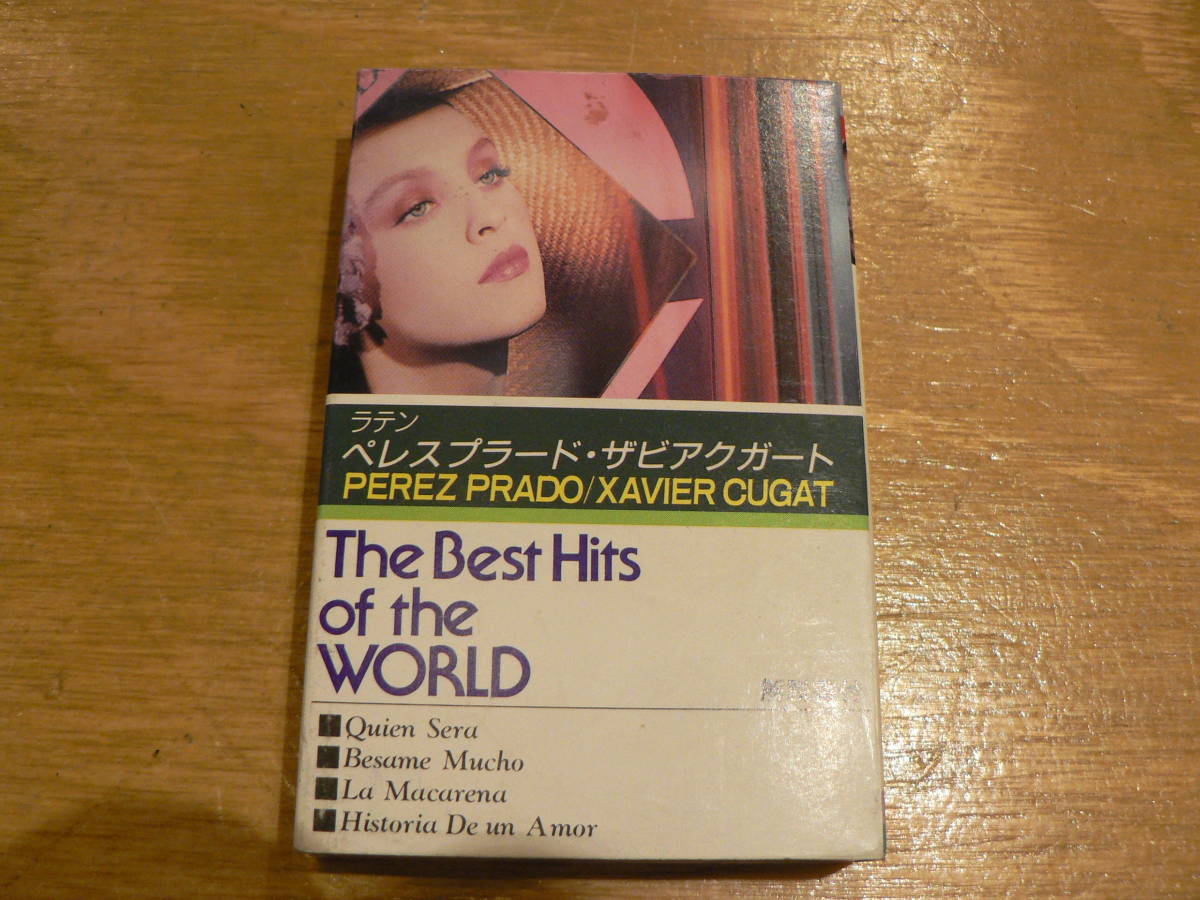 ラテン
ペレスプラード・ザビアクガート
PEREZ PRADO/XAVIER CUGAT
The Best Hits
of the
WORLD
Quien Sera
Besame Mucho
La Macarena
Historia De un Amor